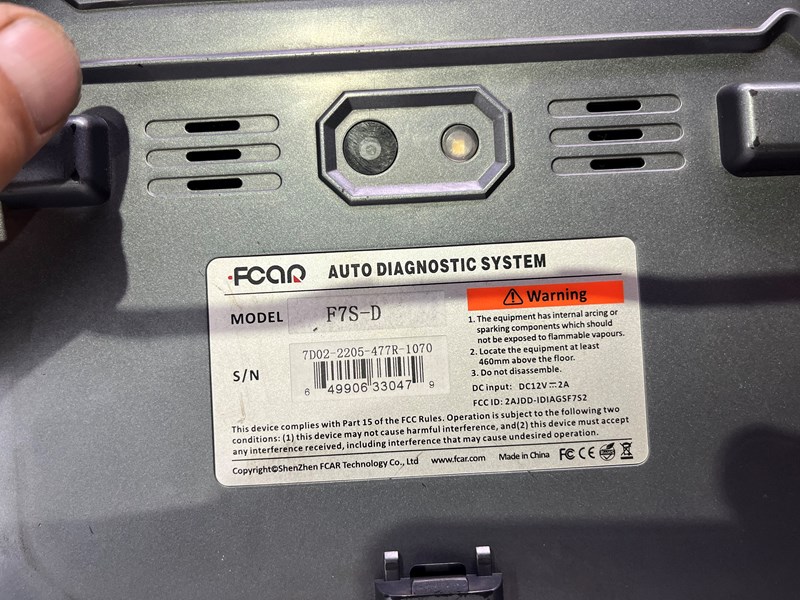 FCAR AUTO DIAGNOSTIC SYSTEM
MODEL F7S-D
S/N 7D02-2205-477R-1070
6 49906 33047 9
Warning
1. The equipment has internal arcing or
sparking components which should
not be exposed to flammable vapours.
2. Locate the equipment at least
460mm above the floor.
3. Do not disassemble.
DC input: DC12V⎓2A
FCC ID: 2AJDD-IDIAGSF7S2
This device complies with Part 15 of the FCC Rules. Operation is subject to the following two
conditions: (1) this device may not cause harmful interference, and(2) this device must accept
any interference received, including interference that may cause undesired operation.
Copyright©ShenZhen FCAR Technology Co., Ltd www.fcar.com Made in China FC CE